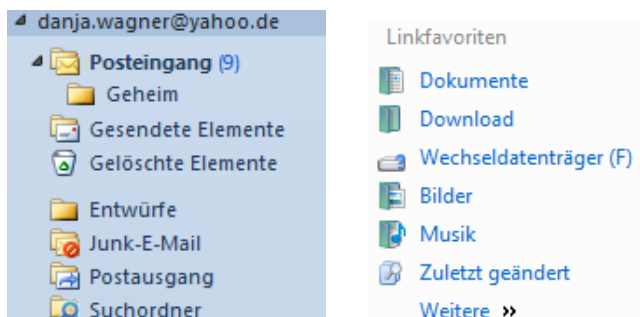 danja.wagner@yahoo.de
Posteingang (9)
Geheim
Gesendete Elemente
Gelöschte Elemente
Entwürfe
Junk-E-Mail
Postausgang
Suchordner
Linkfavoriten
Dokumente
Download
Wechseldatenträger (F)
Bilder
Musik
Zuletzt geändert
Weitere »